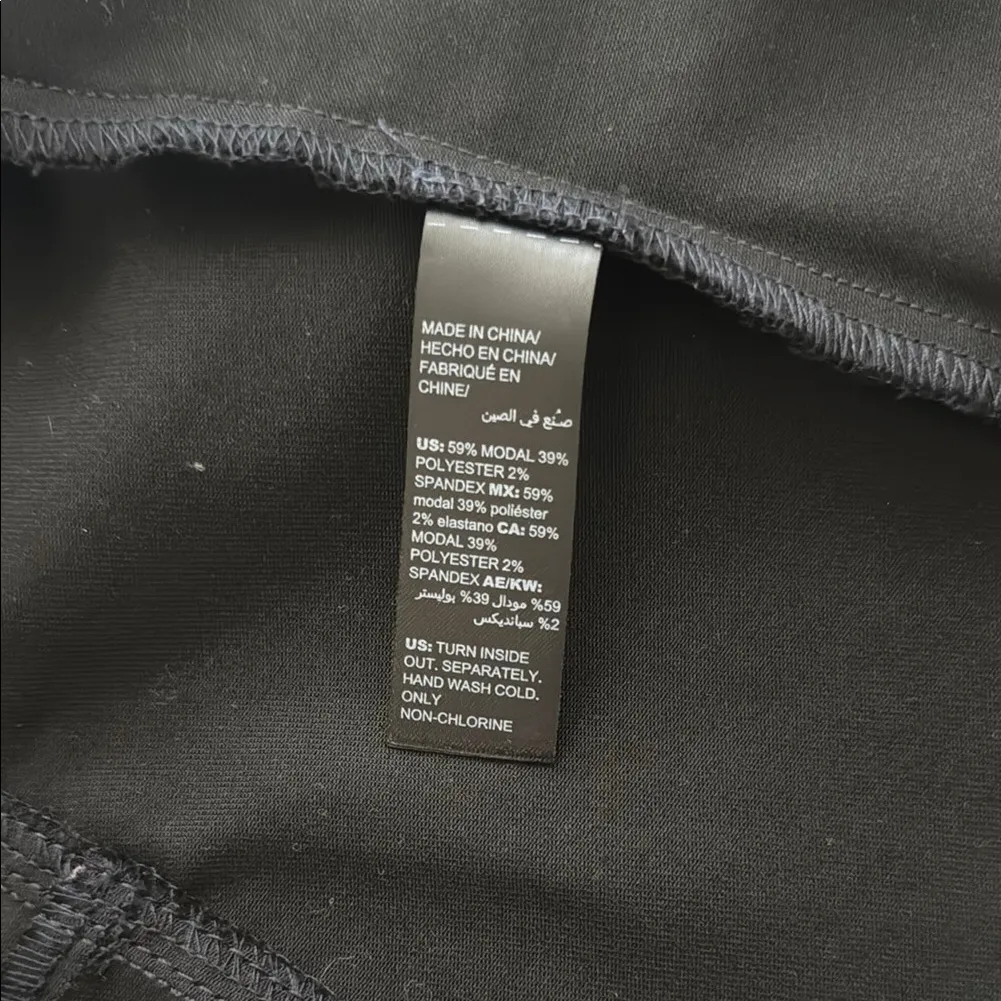 MADE IN CHINA/
HECHO EN CHINA/
FABRIQUÉ EN
CHINE/
صُنع في الصين
US: 59% MODAL 39%
POLYESTER 2%
SPANDEX MX: 59%
modal 39% poliéster
2% elastano CA: 59%
MODAL 39%
POLYESTER 2%
SPANDEX AE/KW:
59% مودال 39% بوليستر
2% سباندیکس
US: TURN INSIDE
OUT. SEPARATELY.
HAND WASH COLD.
ONLY
NON-CHLORINE